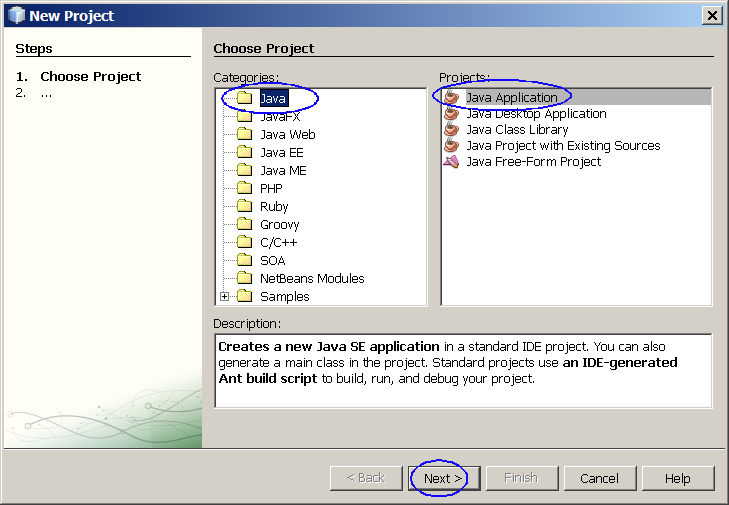 New Project
Steps
1. Choose Project
2. ...
Choose Project
Categories:
Java
JavaFX
Java Web
Java EE
Java ME
PHP
Ruby
Groovy
C/C++
SOA
NetBeans Modules
Samples
Projects:
Java Application
Java Desktop Application
Java Class Library
Java Project with Existing Sources
Java Free-Form Project
Description:
Creates a new Java SE application in a standard IDE project. You can also
generate a main class in the project. Standard projects use an IDE-generated
Ant build script to build, run, and debug your project.
< Back
Next >
Finish
Cancel
Help